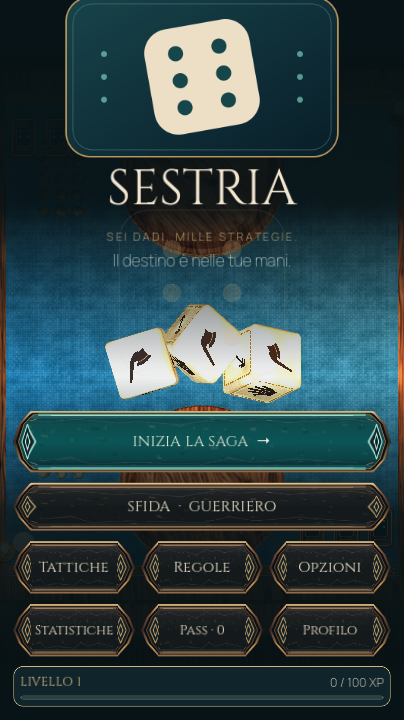 SESTRIA
SEI DADI. MILLE STRATEGIE.
Il destino è nelle tue mani.
INIZIA LA SAGA →
SFIDA · GUERRIERO
TATTICHE
REGOLE
OPZIONI
STATISTICHE
PASS · 0
PROFILO
LIVELLO 1
0 / 100 XP